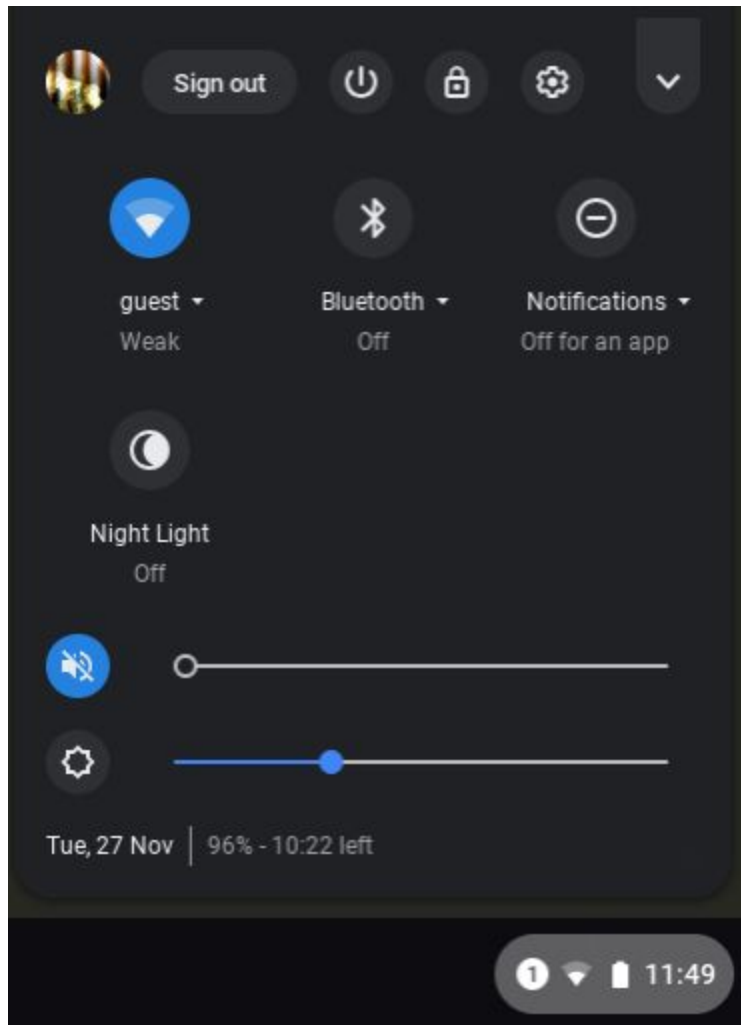 Sign out
guest Bluetooth Notifications
Weak Off Off for an app
Night Light
Off
Tue, 27 Nov 96% - 10:22 left
1 11:49